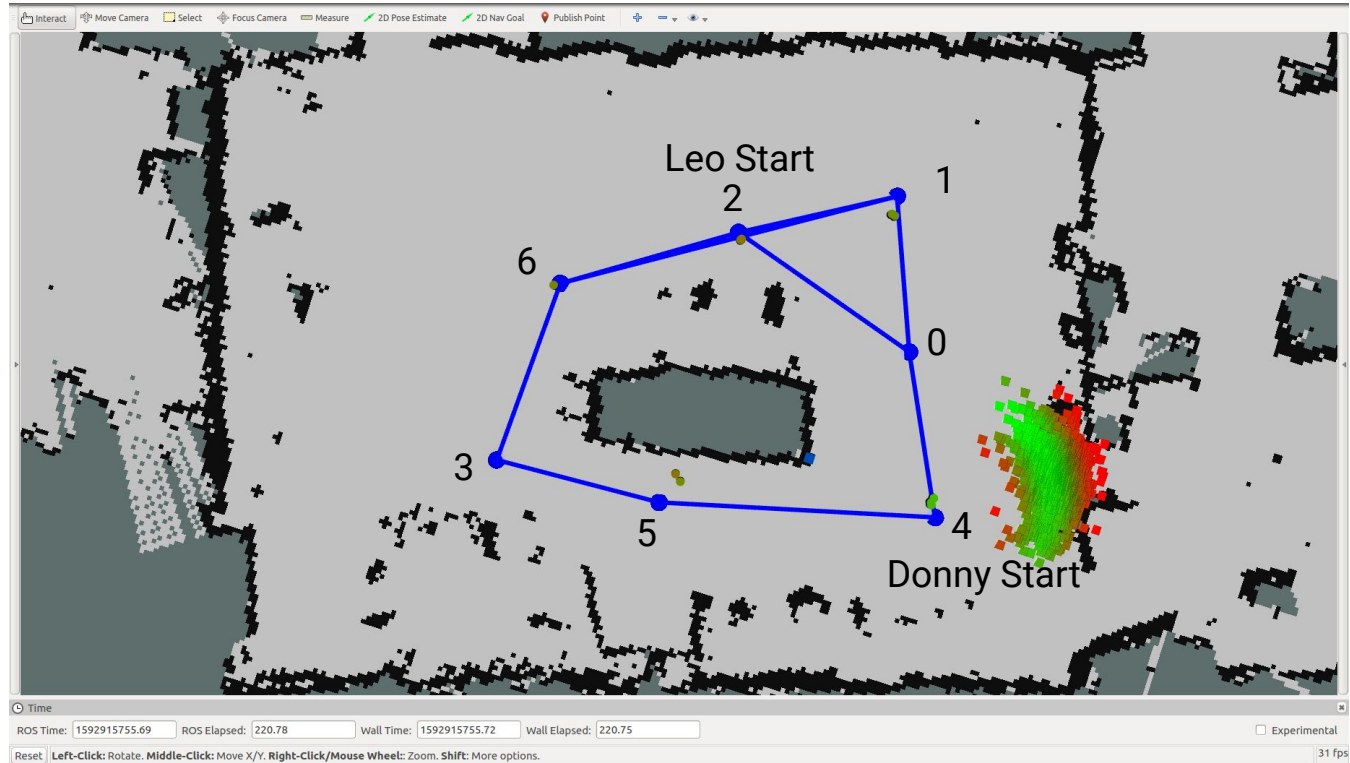 Interact Move Camera Select Focus Camera Measure 2D Pose Estimate 2D Nav Goal Publish Point
Leo Start
1
2
6
0
3
5
4
Donny Start
Time
ROS Time: 1592915755.69 ROS Elapsed: 220.78 Wall Time: 1592915755.72 Wall Elapsed: 220.75 Experimental
Reset Left-Click: Rotate. Middle-Click: Move X/Y. Right-Click/Mouse Wheel:: Zoom. Shift: More options. 31 fps